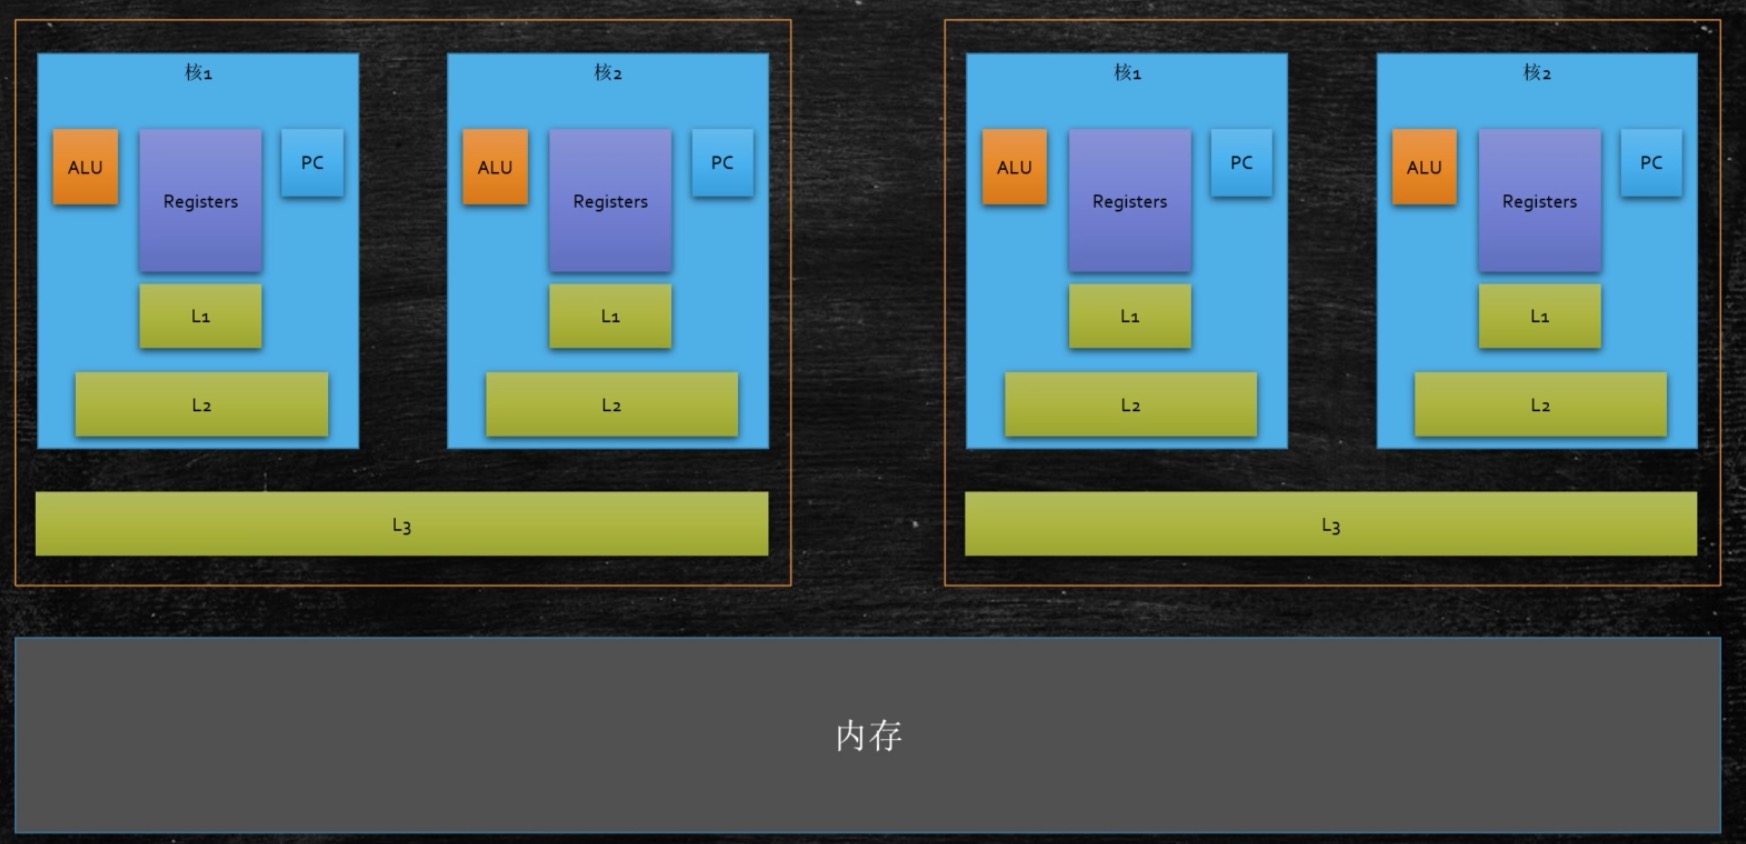 核1
ALU
Registers
PC
L1
L2
核2
ALU
Registers
PC
L1
L2
L3
核1
ALU
Registers
PC
L1
L2
核2
ALU
Registers
PC
L1
L2
L3
内存